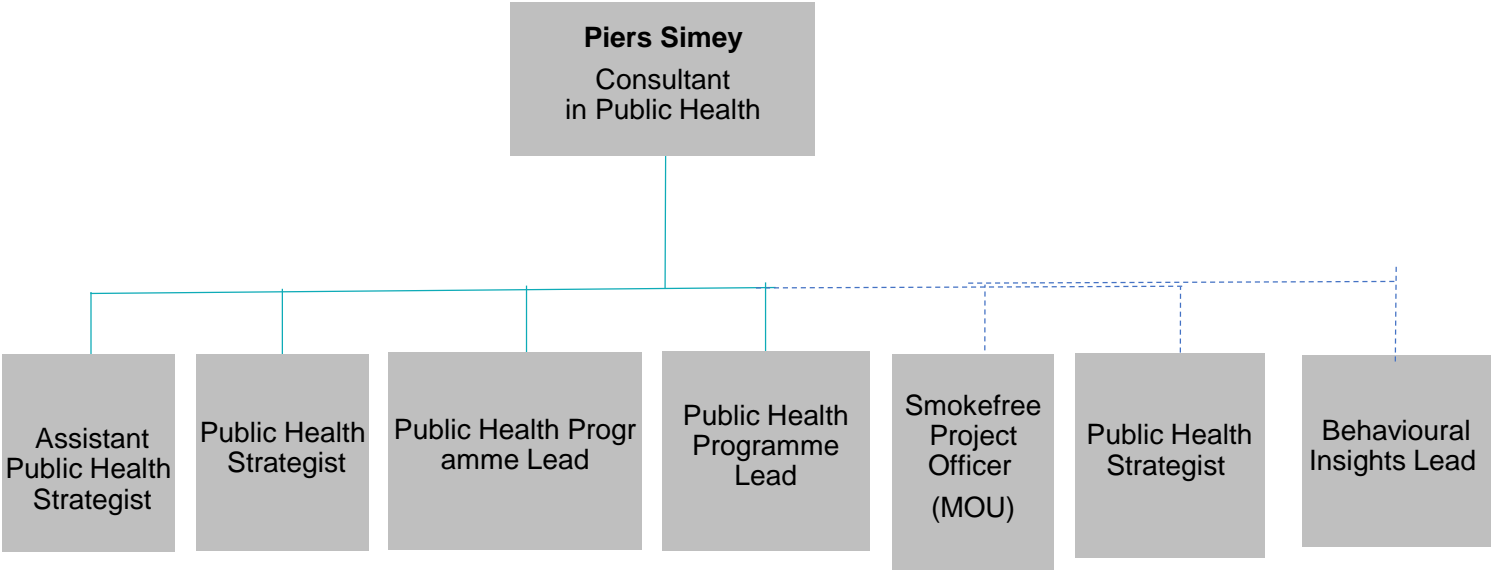 Piers Simey
Consultant
in Public Health
Assistant
Public Health
Strategist
Public Health
Strategist
Public Health Progr
amme Lead
Public Health
Programme
Lead
Smokefree
Project
Officer
(MOU)
Public Health
Strategist
Behavioural
Insights Lead